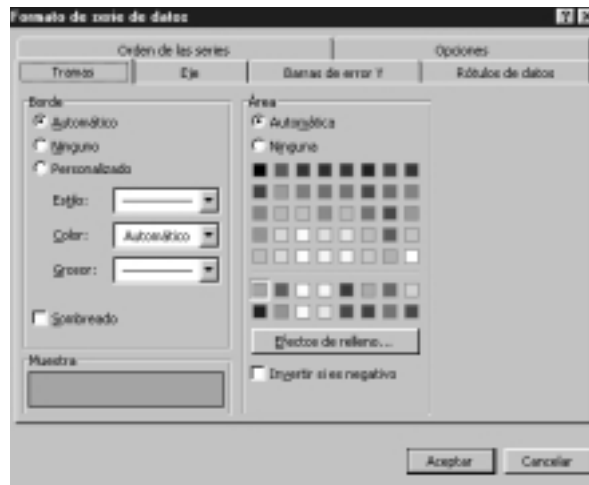 Formato de serie de datos
Orden de las series
Opciones
Tramas
Eje
Barras de error Y
Rótulos de datos
Borde
Automático
Ninguno
Personalizado
Estilo:
Color:
Automático
Grosor:
Sombreado
Muestra
Área
Automática
Ninguna
Efectos de relleno...
Invertir si es negativo
Aceptar
Cancelar